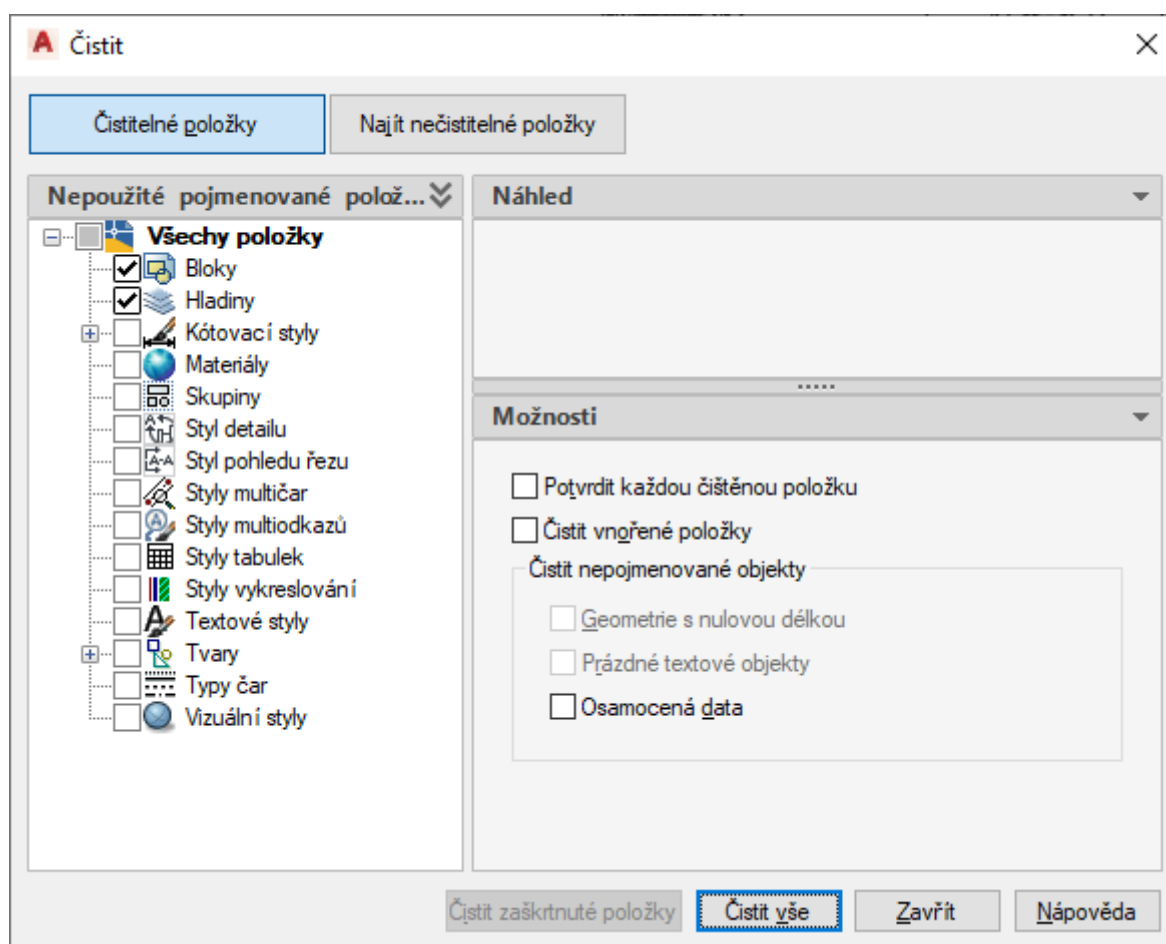 Čistit
Čistitelné položky
Najít nečistitelné položky
Nepoužité pojmenované polož...
Všechy položky
Bloky
Hladiny
Kótovací styly
Materiály
Skupiny
Styl detailu
Styl pohledu řezu
Styly multičar
Styly multiodkazů
Styly tabulek
Styly vykreslování
Textové styly
Tvary
Typy čar
Vizuální styly
Náhled
Možnosti
Potvrdit každou čištěnou položku
Čistit vnořené položky
Čistit nepojmenované objekty
Geometrie s nulovou délkou
Prázdné textové objekty
Osamocená data
Čistit zaškrtnuté položky
Čistit vše
Zavřít
Nápověda